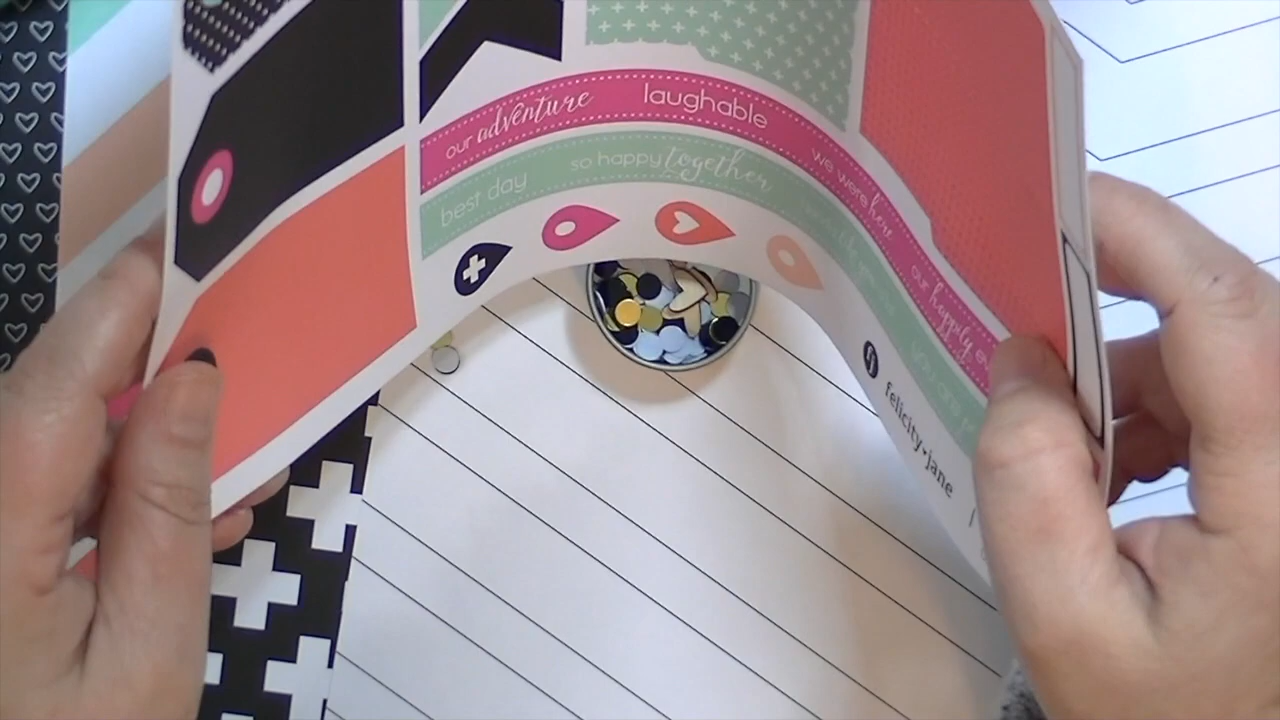 our adventure laughable we were here our happily
best day so happy together
felicity♥jane